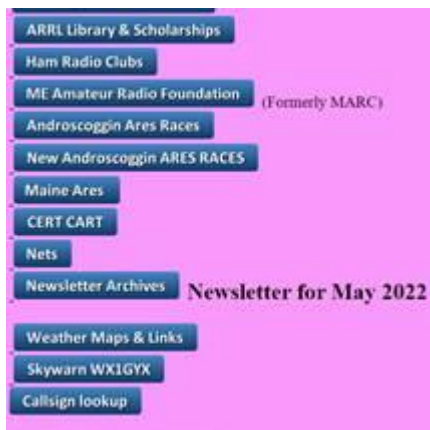 ARRL Library & Scholarships
Ham Radio Clubs
ME Amateur Radio Foundation (Formerly MARC)
Androscoggin Ares Races
New Androscoggin ARES RACES
Maine Ares
CERT CART
Nets
Newsletter Archives Newsletter for May 2022
Weather Maps & Links
Skywarn WX1GYX
Callsign lookup